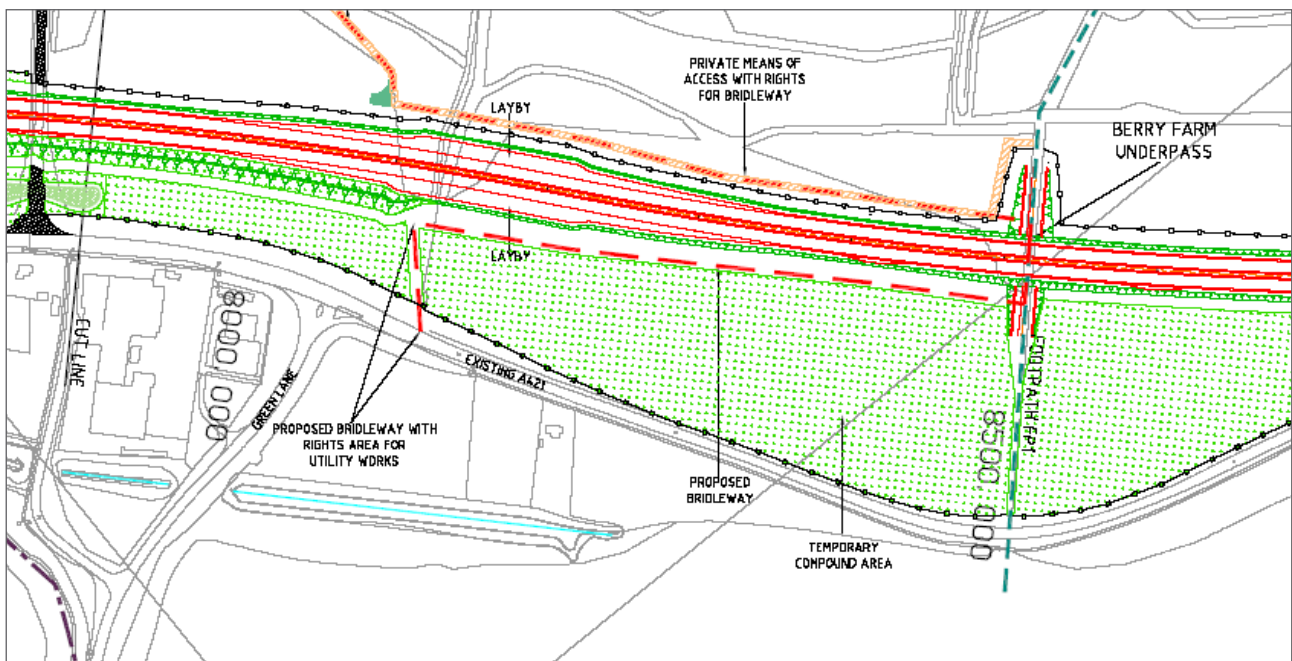 PRIVATE MEANS OF
ACCESS WITH RIGHTS
FOR BRIDLEWAY
LAYBY
BERRY FARM
UNDERPASS
LAYBY
CUT LINE
8000.000
GREEN LANE
EXISTING A421
PROPOSED BRIDLEWAY WITH
RIGHTS AREA FOR
UTILITY WORKS
PROPOSED
BRIDLEWAY
TEMPORARY
COMPOUND AREA
8500.000
FOOTPATH FP1